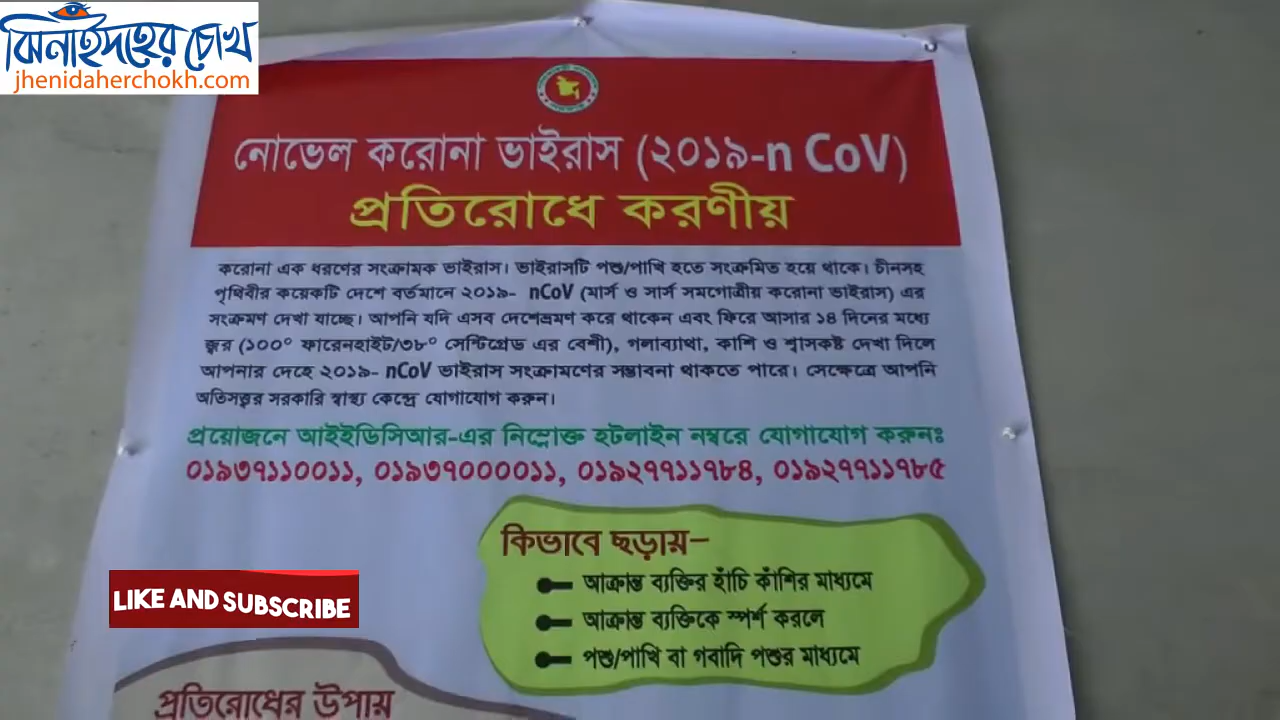 ঝিনাইদহের চোখ
jhenidaherchokh.com
নোভেল করোনা ভাইরাস (২০১৯-n CoV)
প্রতিরোধে করণীয়
করোনা এক ধরণের সংক্রামক ভাইরাস। ভাইরাসটি পশু/পাখি হতে সংক্রমিত হয়ে থাকে। চীনসহ
পৃথিবীর কয়েকটি দেশে বর্তমানে ২০১৯- nCoV (মার্স ও সার্স সমগোত্রীয় করোনা ভাইরাস) এর
সংক্রমণ দেখা যাচ্ছে। আপনি যদি এসব দেশেভ্রমণ করে থাকেন এবং ফিরে আসার ১৪ দিনের মধ্যে
জ্বর (১০০° ফারেনহাইট/৩৮° সেন্টিগ্রেড এর বেশী), গলাব্যাথা, কাশি ও শ্বাসকষ্ট দেখা দিলে
আপনার দেহে ২০১৯- nCoV ভাইরাস সংক্রামণের সম্ভাবনা থাকতে পারে। সেক্ষেত্রে আপনি
অতিসত্ত্বর সরকারি স্বাস্থ্য কেন্দ্রে যোগাযোগ করুন।
প্রয়োজনে আইইডিসিআর-এর নিম্নোক্ত হটলাইন নম্বরে যোগাযোগ করুনঃ
০১৯৩৭১১০০১১, ০১৯৩৭০০০০১১, ০১৯২৭৭১১৭৮৪, ০১৯২৭৭১১৭৮৫
কিভাবে ছড়ায়–
আক্রান্ত ব্যক্তির হাঁচি কাঁশির মাধ্যমে
আক্রান্ত ব্যক্তিকে স্পর্শ করলে
পশু/পাখি বা গবাদি পশুর মাধ্যমে
LIKE AND SUBSCRIBE
প্রতিরোধের উপায়